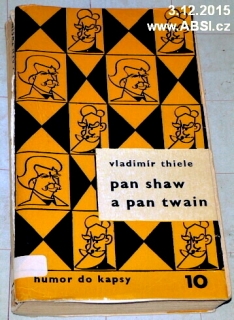 3.12.2015
www.ABSI.cz
vladimír thiele
pan shaw
a pan twain
humor do kapsy
10